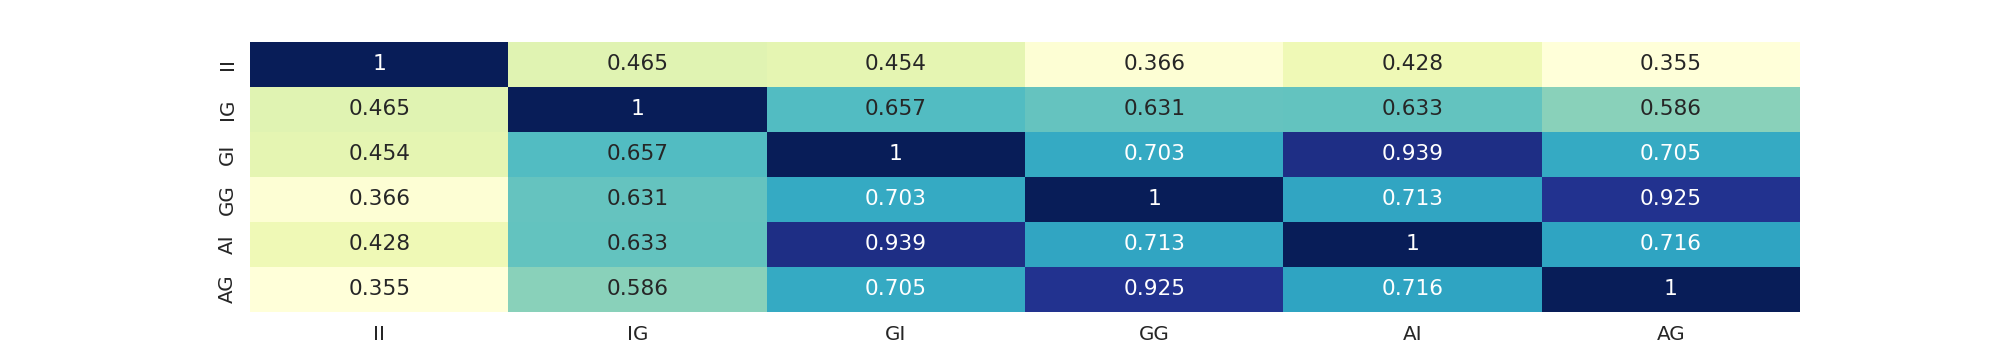 II 1 0.465 0.454 0.366 0.428 0.355
IG 0.465 1 0.657 0.631 0.633 0.586
GI 0.454 0.657 1 0.703 0.939 0.705
GG 0.366 0.631 0.703 1 0.713 0.925
AI 0.428 0.633 0.939 0.713 1 0.716
AG 0.355 0.586 0.705 0.925 0.716 1
II IG GI GG AI AG